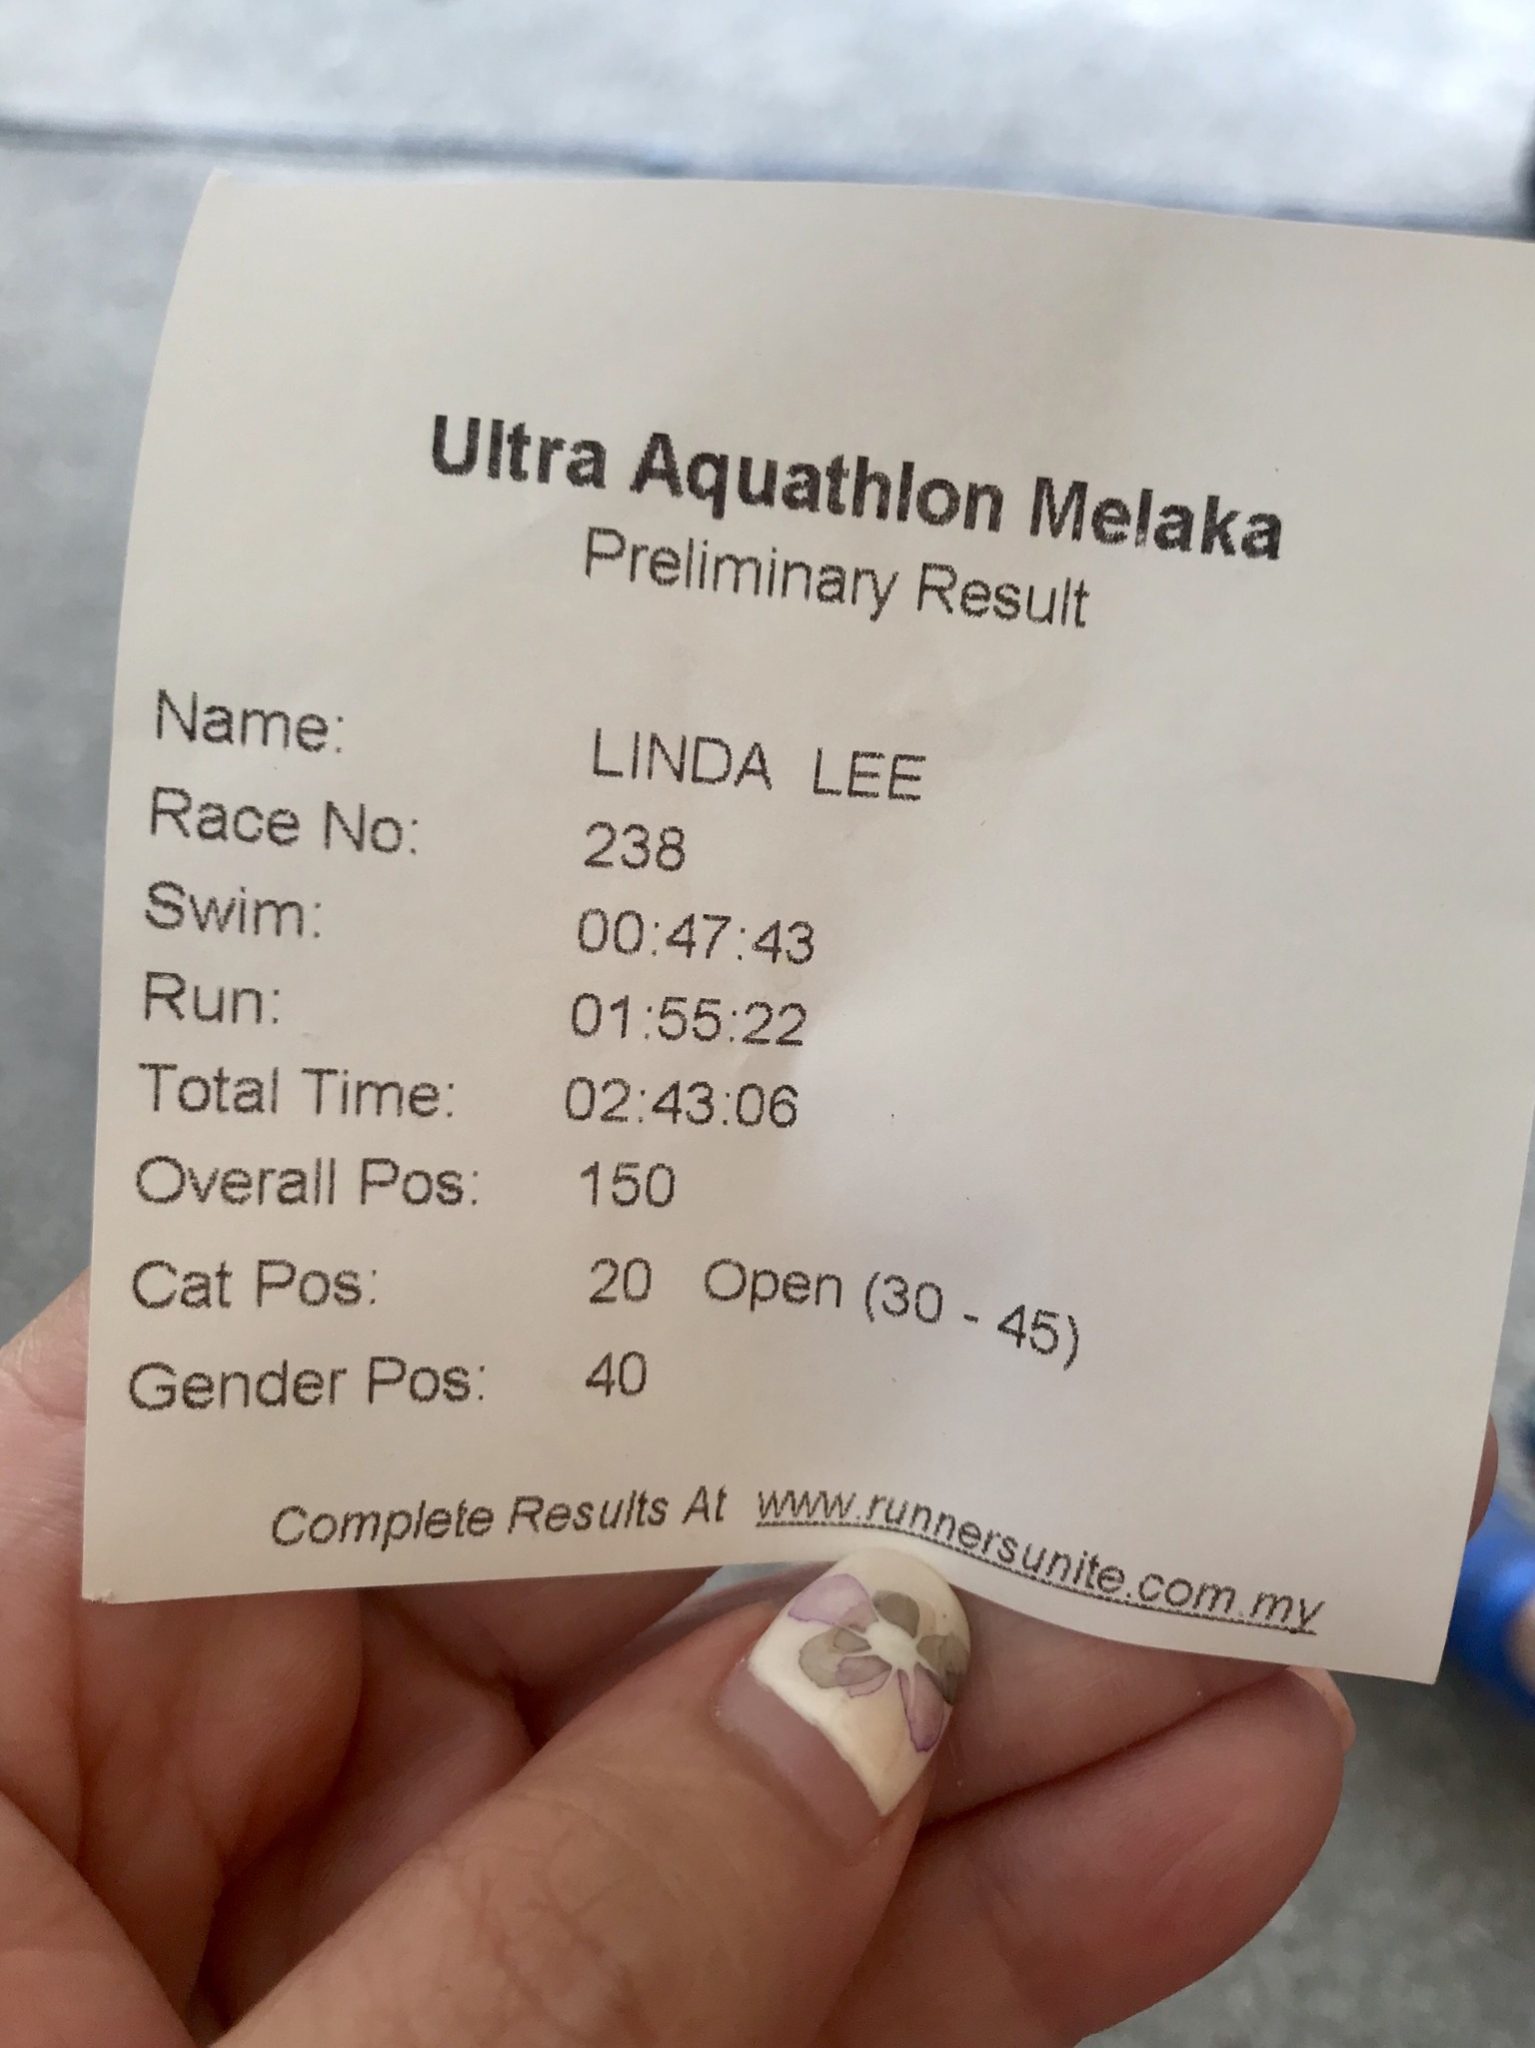 Ultra Aquathlon Melaka
Preliminary Result
Name: LINDA LEE
Race No: 238
Swim: 00:47:43
Run: 01:55:22
Total Time: 02:43:06
Overall Pos: 150
Cat Pos: 20 Open (30 - 45)
Gender Pos: 40
Complete Results At www.runnersunite.com.my